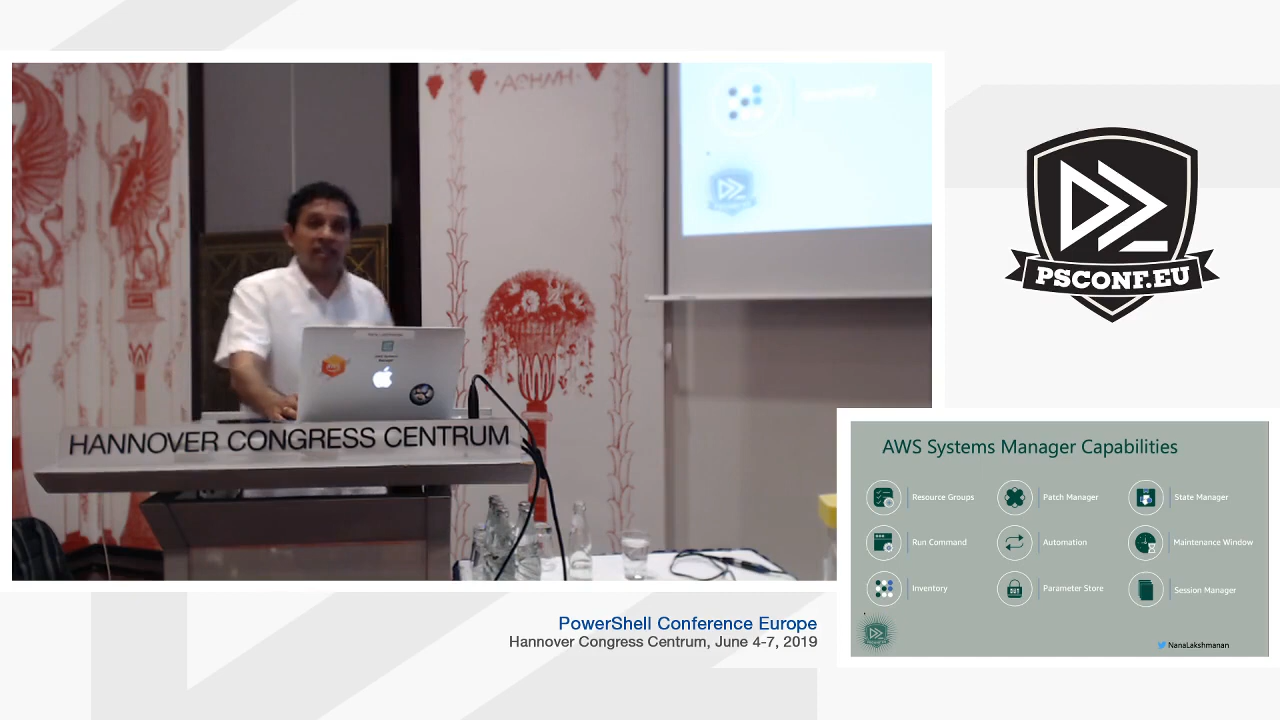 HANNOVER CONGRESS CENTRUM
PSCONF.EU
AWS Systems Manager Capabilities
Resource Groups
Patch Manager
State Manager
Run Command
Automation
Maintenance Window
Inventory
Parameter Store
Session Manager
NanaLakshmanan
PowerShell Conference Europe
Hannover Congress Centrum, June 4-7, 2019